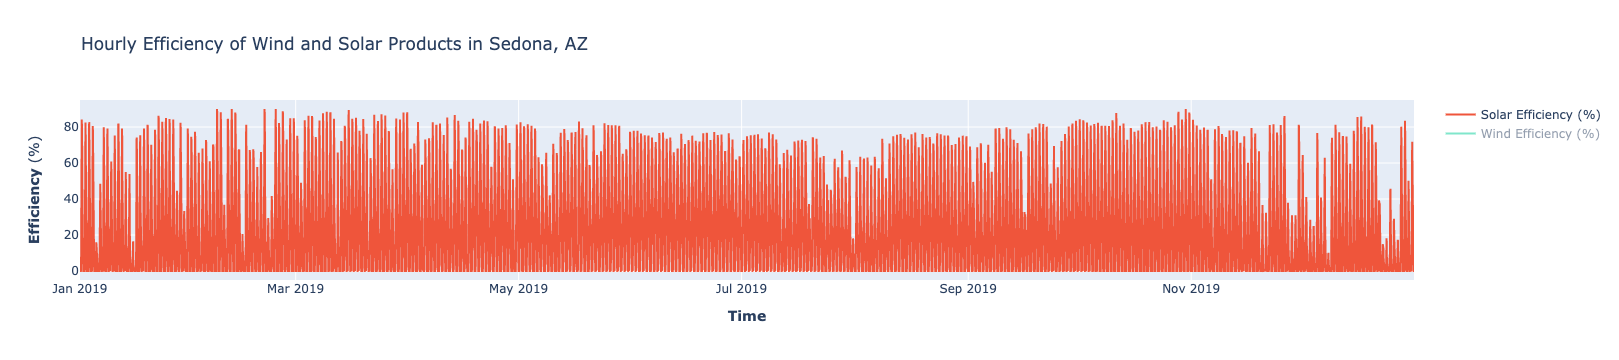 Hourly Efficiency of Wind and Solar Products in Sedona, AZ
Solar Efficiency (%)
Wind Efficiency (%)
Efficiency (%)
80
60
40
20
0
Jan 2019
Mar 2019
May 2019
Jul 2019
Sep 2019
Nov 2019
Time